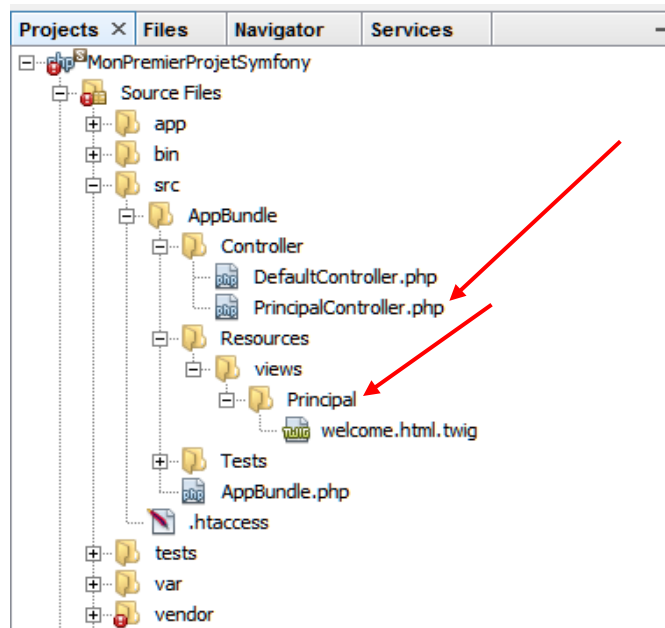 Projects × Files Navigator Services
MonPremierProjetSymfony
Source Files
app
bin
src
AppBundle
Controller
DefaultController.php
PrincipalController.php
Resources
views
Principal
welcome.html.twig
Tests
AppBundle.php
.htaccess
tests
var
vendor